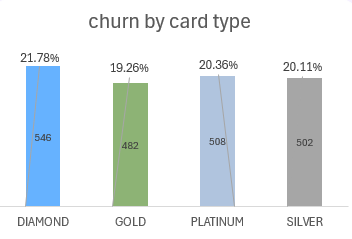 churn by card type
21.78%
19.26%
20.36%
20.11%
546
482
508
502
DIAMOND
GOLD
PLATINUM
SILVER